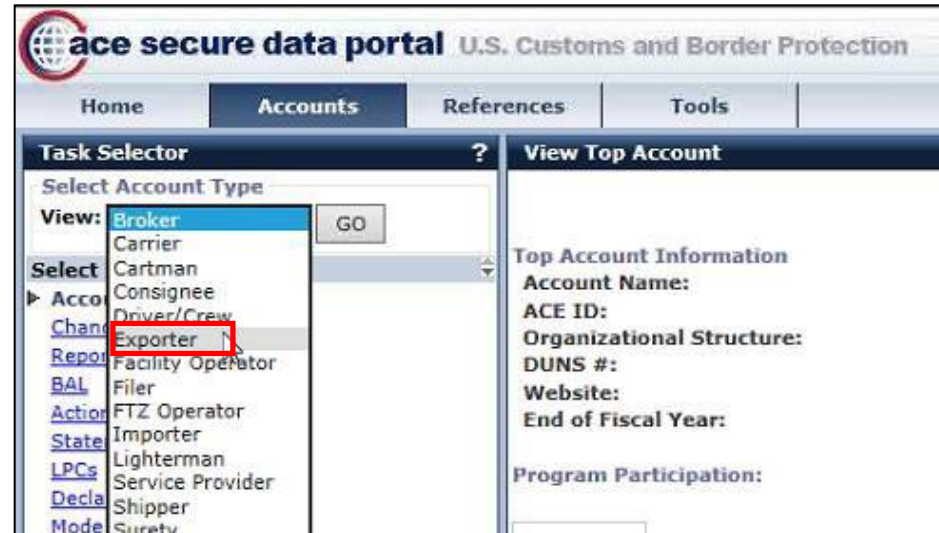 ace secure data portal U.S. Customs and Border Protection
Home Accounts References Tools
Task Selector ?
Select Account Type
View: Broker GO
Carrier
Cartman
Consignee
Driver/Crew
Exporter
Facility Operator
Filer
FTZ Operator
Importer
Lighterman
Service Provider
Shipper
Surety
Select
BAL
LPCs
View Top Account
Top Account Information
Account Name:
ACE ID:
Organizational Structure:
DUNS #:
Website:
End of Fiscal Year:
Program Participation: